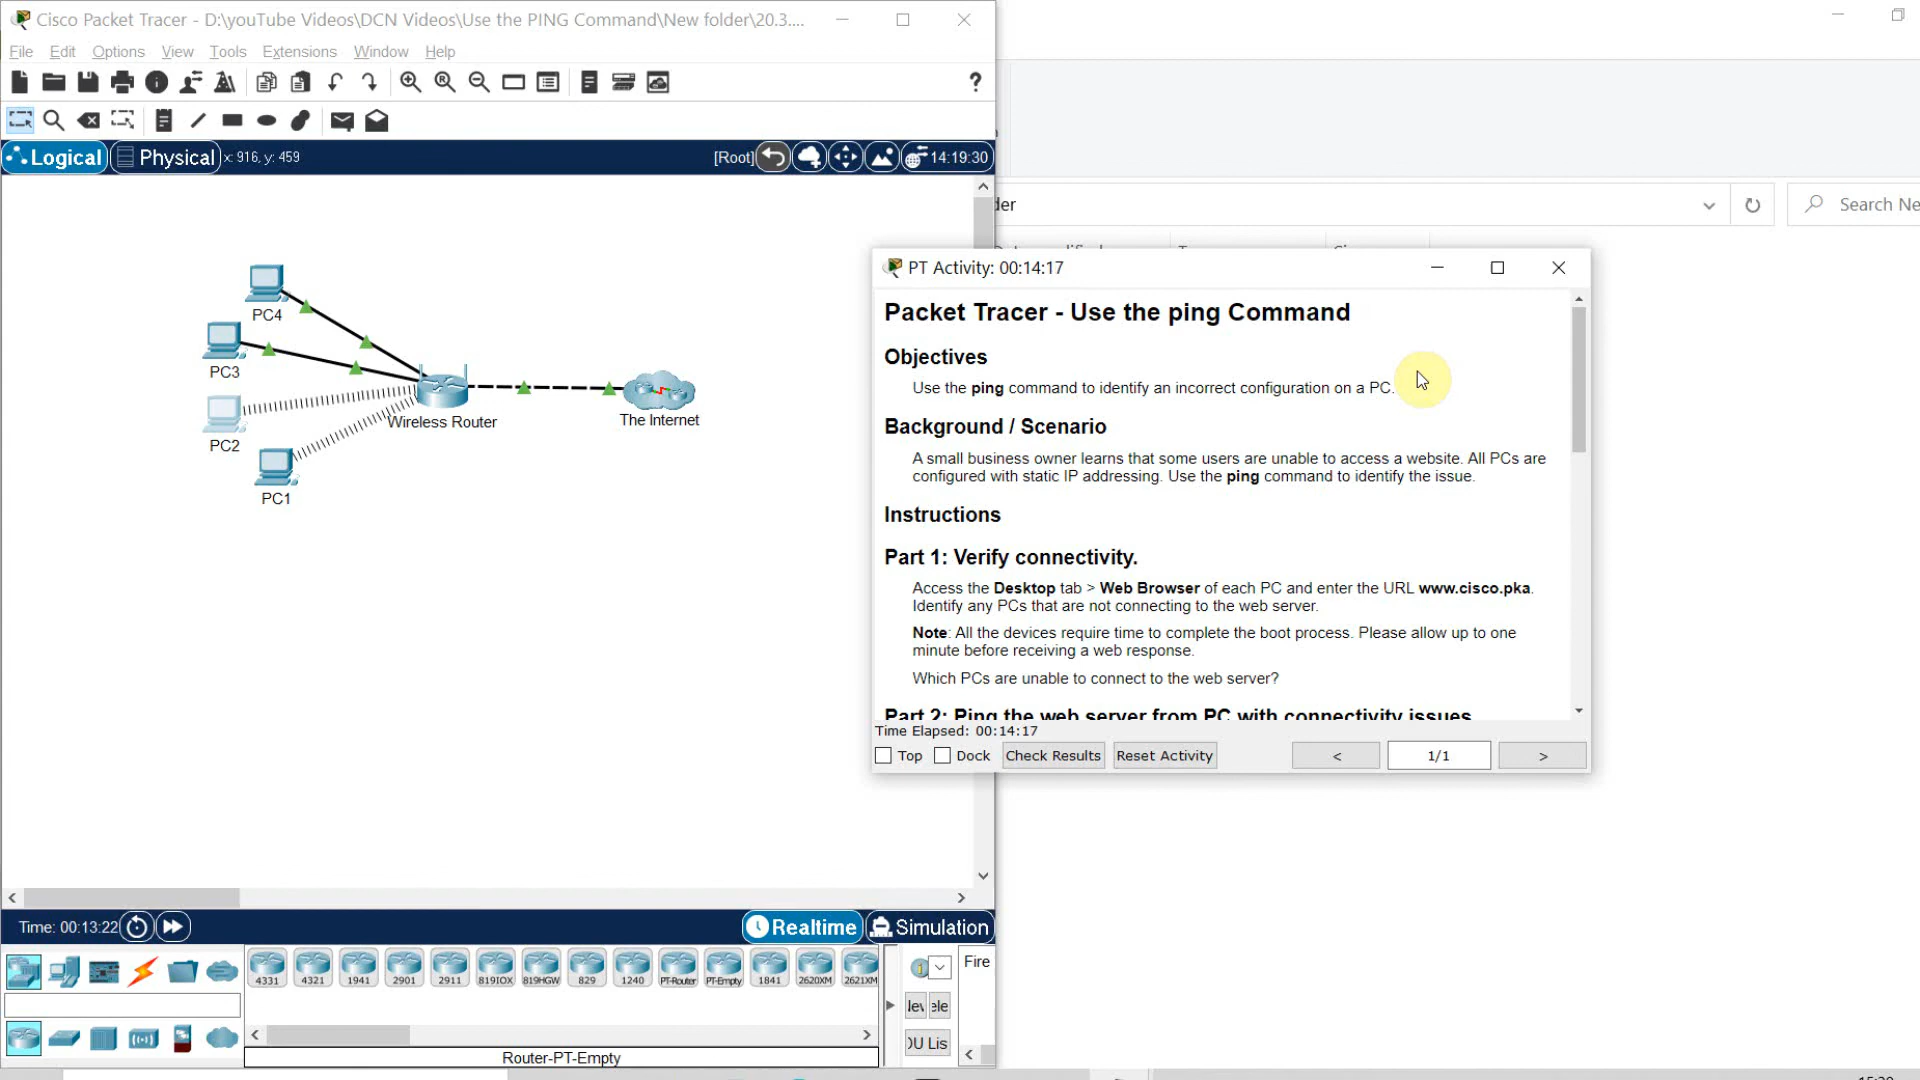 Cisco Packet Tracer - D:\youTube Videos\DCN Videos\Use the PING Command\New folder\20.3....
File Edit Options View Tools Extensions Window Help
?
Logical Physical x: 916, y: 459 [Root] 14:19:30
der
Search Ne
PC4
PC3
PC2
PC1
Wireless Router
The Internet
PT Activity: 00:14:17
Packet Tracer - Use the ping Command
Objectives
Use the ping command to identify an incorrect configuration on a PC.
Background / Scenario
A small business owner learns that some users are unable to access a website. All PCs are
configured with static IP addressing. Use the ping command to identify the issue.
Instructions
Part 1: Verify connectivity.
Access the Desktop tab > Web Browser of each PC and enter the URL www.cisco.pka.
Identify any PCs that are not connecting to the web server.
Note: All the devices require time to complete the boot process. Please allow up to one
minute before receiving a web response.
Which PCs are unable to connect to the web server?
Part 2: Ping the web server from PC with connectivity issues
Time Elapsed: 00:14:17
Top Dock Check Results Reset Activity < 1/1 >
Time: 00:13:22 Realtime Simulation
4331 4321 1941 2901 2911 819IOX 819HGW 829 1240 PT-Router PT-Empty 1841 2620XM 2621XM
Fire
ele
OU Lis
Router-PT-Empty